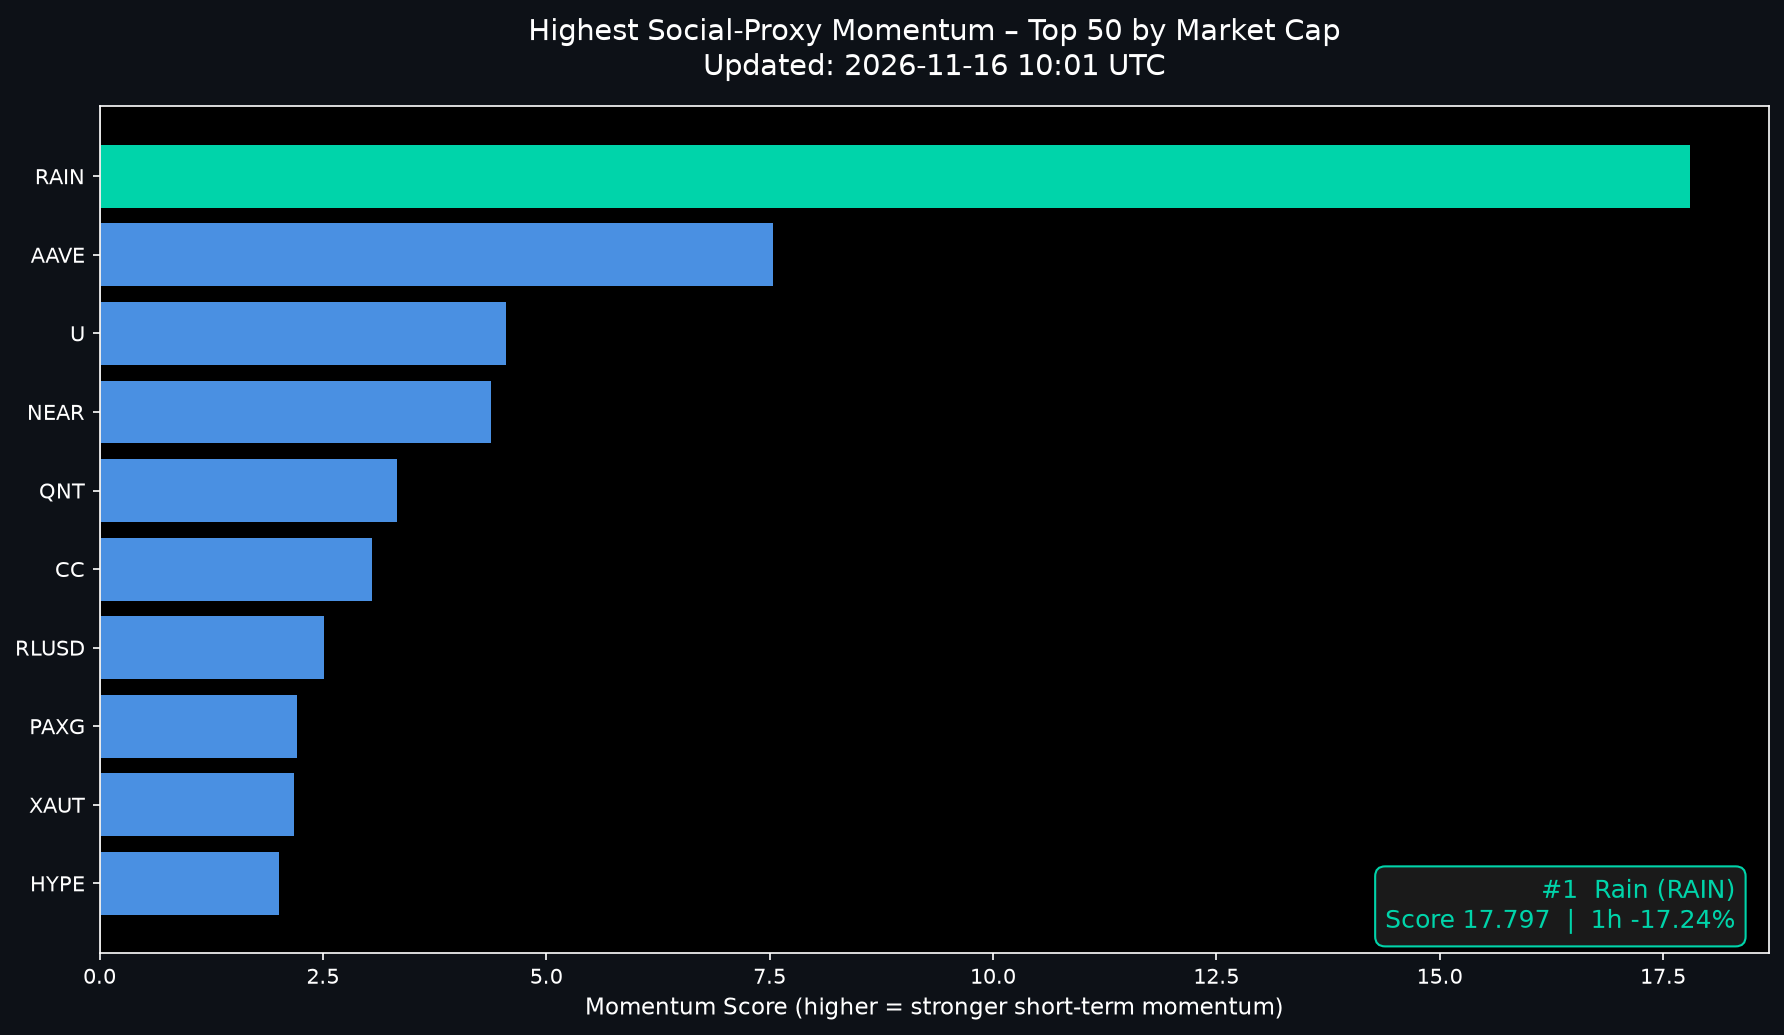 Highest Social-Proxy Momentum – Top 50 by Market Cap
Updated: 2026-11-16 10:01 UTC
RAIN
AAVE
U
NEAR
QNT
CC
RLUSD
PAXG
XAUT
HYPE
#1 Rain (RAIN)
Score 17.797 | 1h -17.24%
0.0 2.5 5.0 7.5 10.0 12.5 15.0 17.5
Momentum Score (higher = stronger short-term momentum)